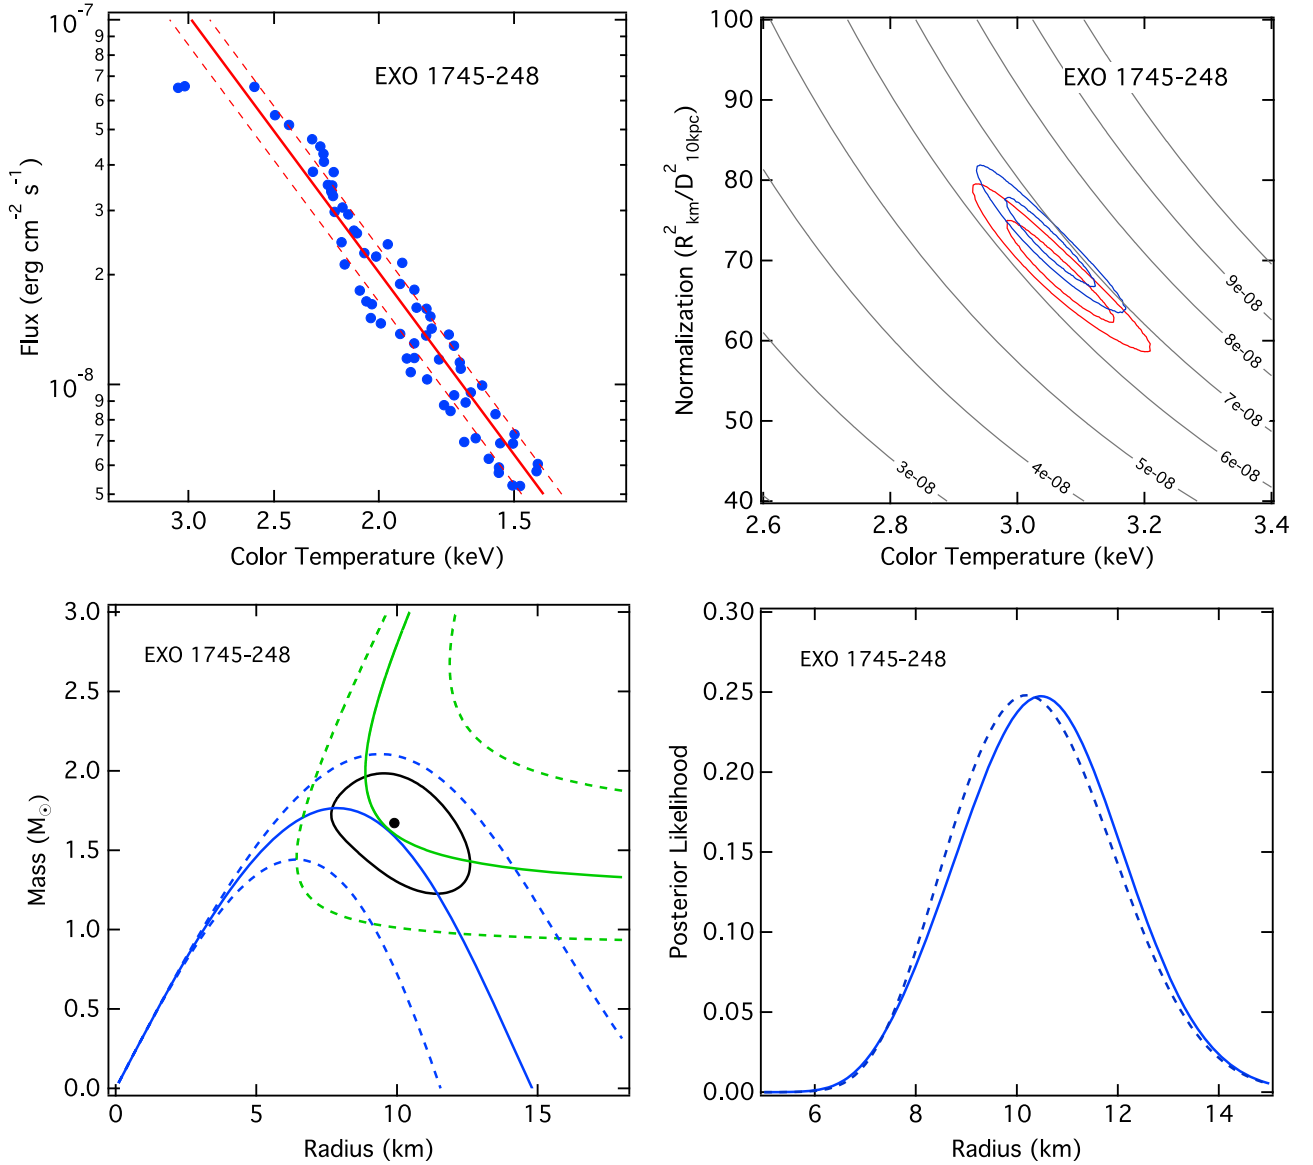 10^-7
9
8
7
6
5
4
3
2
10^-8
9
8
7
6
5
Flux (erg cm^-2 s^-1)
EXO 1745-248
3.0 2.5 2.0 1.5
Color Temperature (keV)
100
90
80
70
60
50
40
Normalization (R^2_km/D^2_10kpc)
EXO 1745-248
9e-08
8e-08
7e-08
6e-08
5e-08
4e-08
3e-08
2.6 2.8 3.0 3.2 3.4
Color Temperature (keV)
3.0
2.5
2.0
1.5
1.0
0.5
0.0
Mass (M☉)
EXO 1745-248
0 5 10 15
Radius (km)
0.30
0.25
0.20
0.15
0.10
0.05
0.00
Posterior Likelihood
EXO 1745-248
6 8 10 12 14
Radius (km)